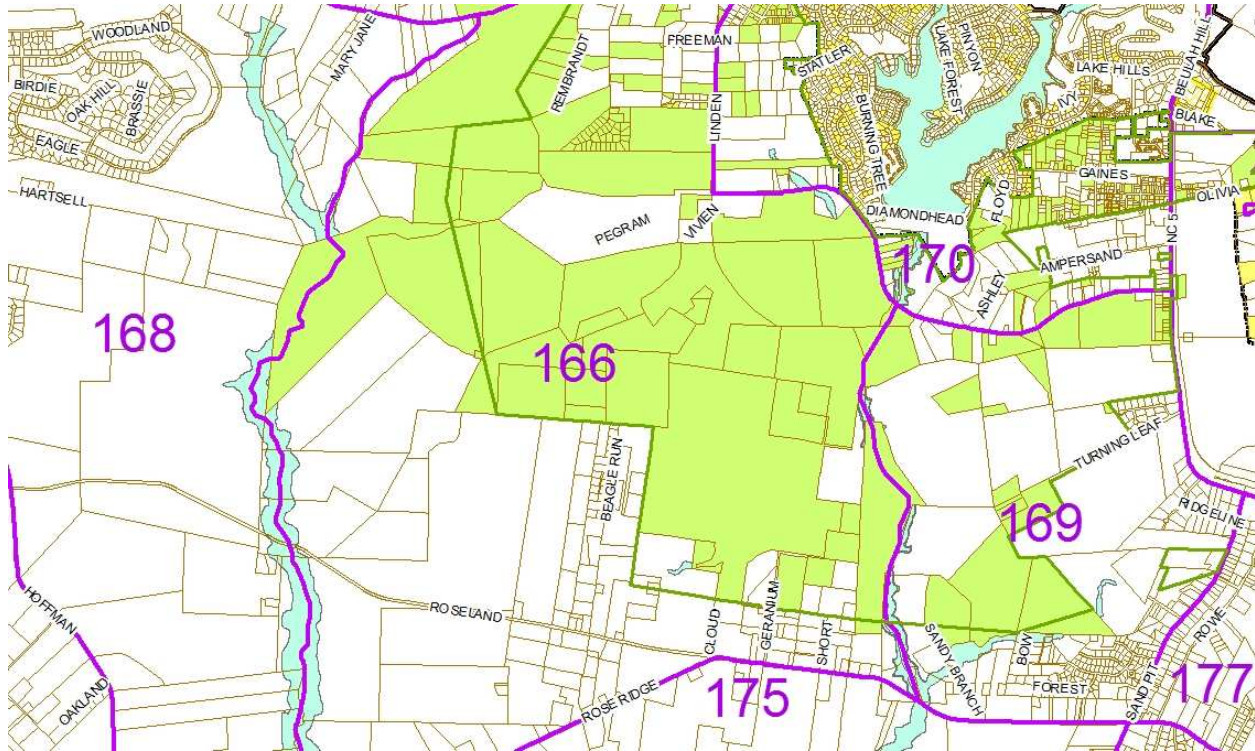 WOODLAND
MARY JANE
REMBRANDT
FREEMAN
STATLER
LAKE FOREST
PINYON
LAKE HILLS
BEULAH HILL
BIRDIE
OAK HILL
BRASSIE
EAGLE
LINDEN
BURNING TREE
IVY
BLAKE
HARTSELL
GAINES
OLIVIA
PEGRAM
VIVIEN
DIAMONDHEAD
FLOYD
NC 5
170
ASHLEY
AMPERSAND
168
166
BEAGLE RUN
TURNING LEAF
169
RIDGELINE
HOFFMAN
ROSELAND
CLOUD
GERANIUM
SHORT
SANDY BRANCH
BOW
ROWE
OAKLAND
ROSE RIDGE
175
FOREST
SAND PIT
177